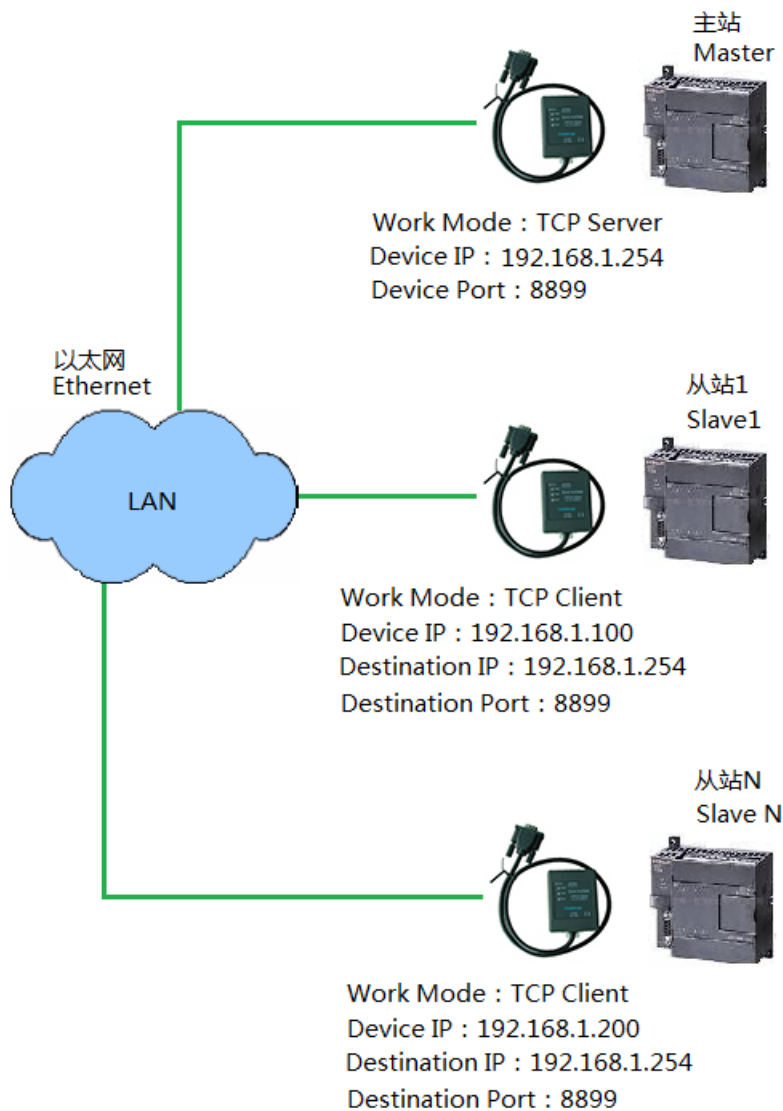 主站
Master
Work Mode：TCP Server
Device IP：192.168.1.254
Device Port：8899
以太网
Ethernet
LAN
从站1
Slave1
Work Mode：TCP Client
Device IP：192.168.1.100
Destination IP：192.168.1.254
Destination Port：8899
从站N
Slave N
Work Mode：TCP Client
Device IP：192.168.1.200
Destination IP：192.168.1.254
Destination Port：8899